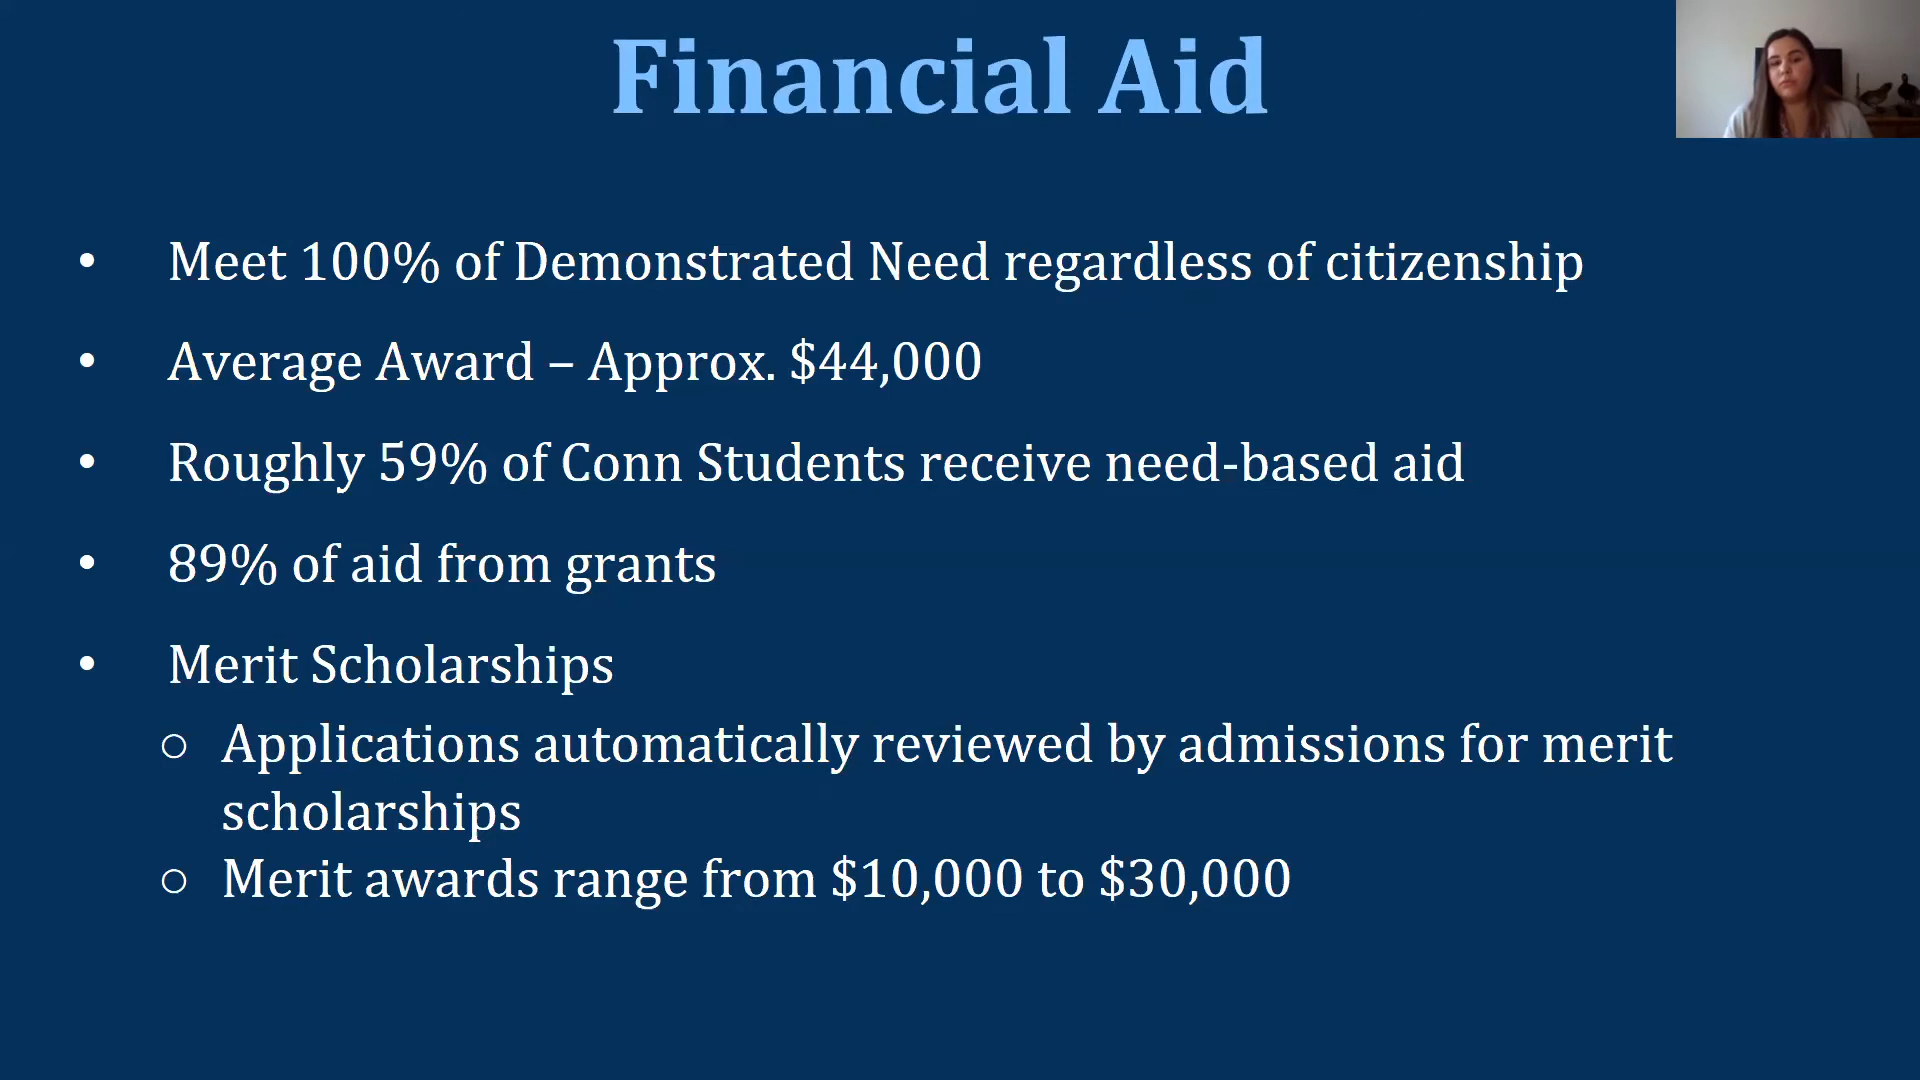 Financial Aid
• Meet 100% of Demonstrated Need regardless of citizenship
• Average Award – Approx. $44,000
• Roughly 59% of Conn Students receive need-based aid
• 89% of aid from grants
• Merit Scholarships
○ Applications automatically reviewed by admissions for merit
scholarships
○ Merit awards range from $10,000 to $30,000